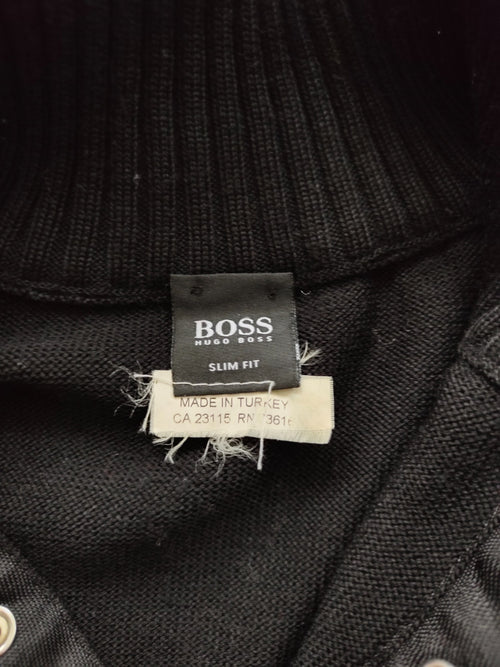 BOSS
HUGO BOSS
SLIM FIT
MADE IN TURKEY
CA 23115 RN